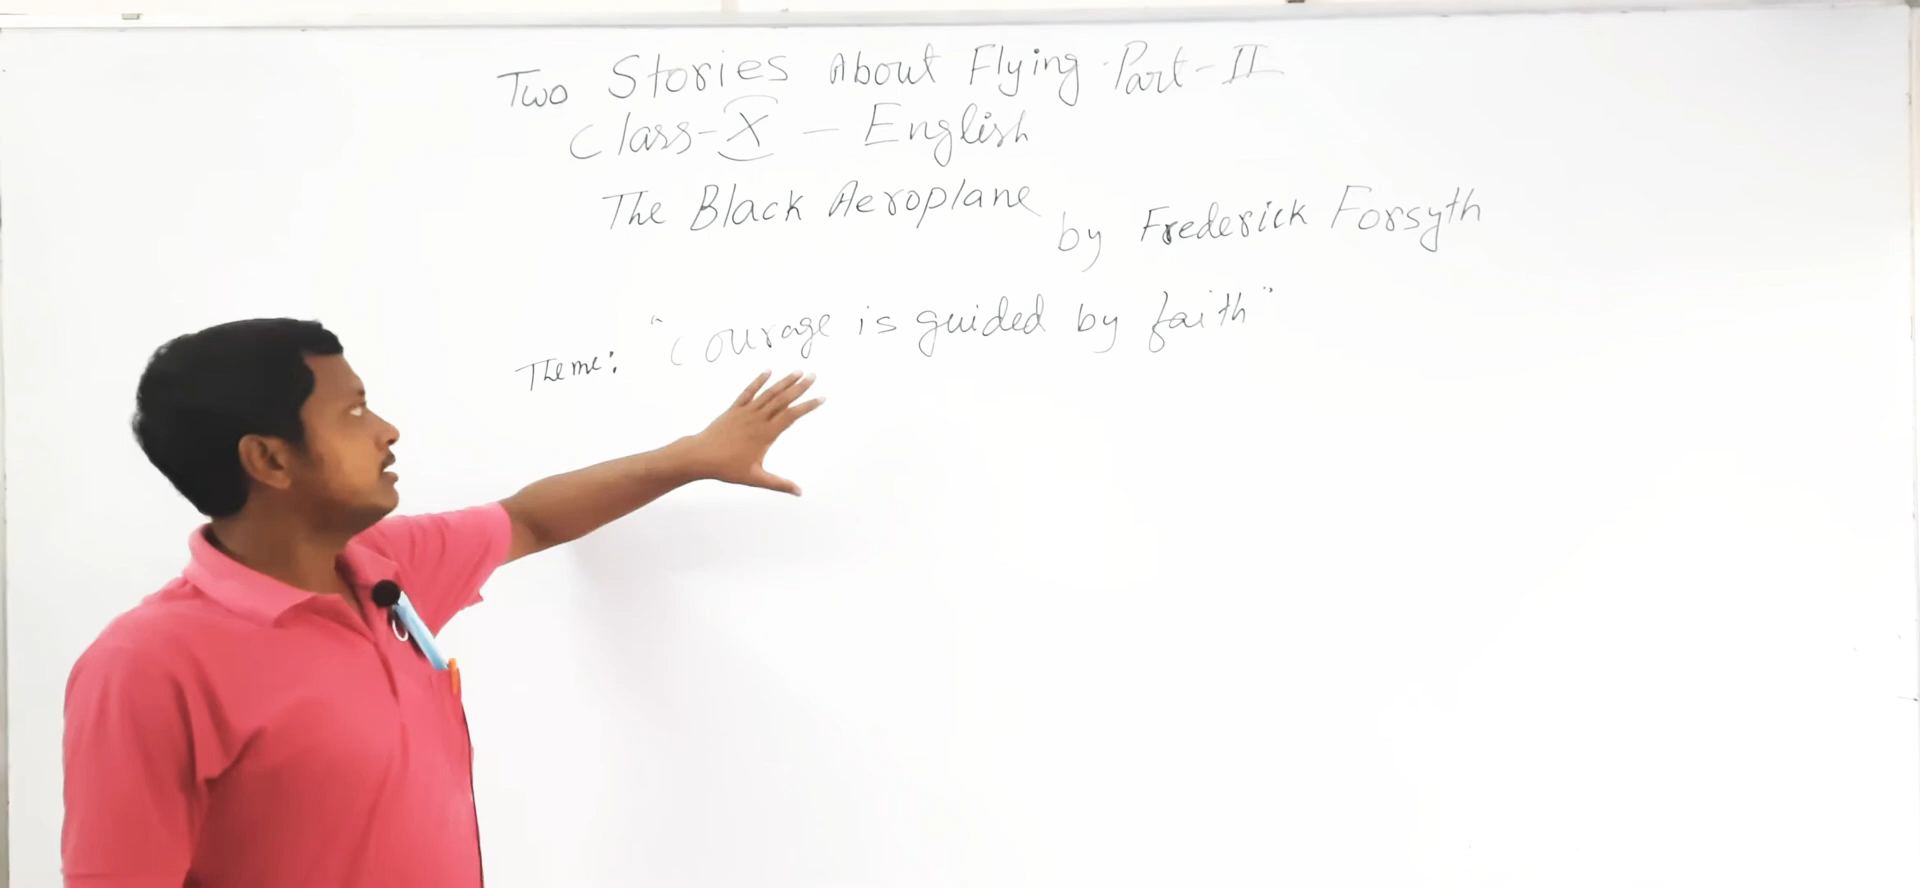 Two Stories About Flying Part-II
Class-X - English
The Black Aeroplane
by Frederick Forsyth
Theme: "Courage is guided by faith"